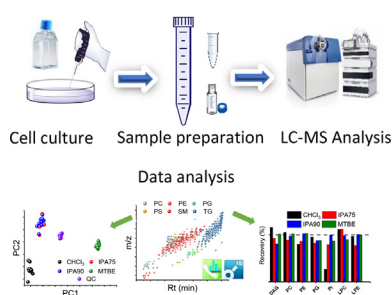 Cell culture Sample preparation LC-MS Analysis
Data analysis
PC2
CHCl3 IPA75
IPA90 MTBE
QC
PC1
PC PE PG
PS SM TG
m/z
Rt (min)
Recovery (%)
CHCl3 IPA75
IPA90 MTBE
DAG PC PE PG PI LPC LPE